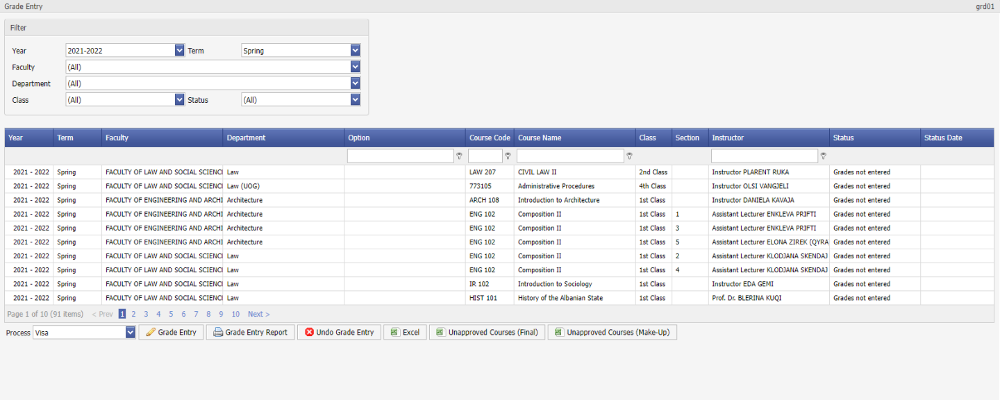 Grade Entry grd01
Filter
Year 2021-2022 Term Spring
Faculty (All)
Department (All)
Class (All) Status (All)
Year Term Faculty Department Option Course Code Course Name Class Section Instructor Status Status Date
2021 - 2022 Spring FACULTY OF LAW AND SOCIAL SCIENCI Law LAW 207 CIVIL LAW II 2nd Class Instructor PLARENT RUKA Grades not entered
2021 - 2022 Spring FACULTY OF LAW AND SOCIAL SCIENCI Law (UOG) 773105 Administrative Procedures 4th Class Instructor OLSI VANGJELI Grades not entered
2021 - 2022 Spring FACULTY OF ENGINEERING AND ARCHI Architecture ARCH 108 Introduction to Architecture 1st Class Instructor DANIELA KAVAJA Grades not entered
2021 - 2022 Spring FACULTY OF ENGINEERING AND ARCHI Architecture ENG 102 Composition II 1st Class 1 Assistant Lecturer ENKLEVA PRIFTI Grades not entered
2021 - 2022 Spring FACULTY OF ENGINEERING AND ARCHI Architecture ENG 102 Composition II 1st Class 3 Assistant Lecturer ENKLEVA PRIFTI Grades not entered
2021 - 2022 Spring FACULTY OF ENGINEERING AND ARCHI Architecture ENG 102 Composition II 1st Class 5 Assistant Lecturer ELONA ZIREK (QYRA Grades not entered
2021 - 2022 Spring FACULTY OF LAW AND SOCIAL SCIENCI Law ENG 102 Composition II 1st Class 2 Assistant Lecturer KLODJANA SKENDAJ Grades not entered
2021 - 2022 Spring FACULTY OF LAW AND SOCIAL SCIENCI Law ENG 102 Composition II 1st Class 4 Assistant Lecturer KLODJANA SKENDAJ Grades not entered
2021 - 2022 Spring FACULTY OF LAW AND SOCIAL SCIENCI Law IR 102 Introduction to Sociology 1st Class Instructor EDA GEMI Grades not entered
2021 - 2022 Spring FACULTY OF LAW AND SOCIAL SCIENCI Law HIST 101 History of the Albanian State 1st Class Prof. Dr. BLERINA KUQI Grades not entered
Page 1 of 10 (91 items) < Prev 1 2 3 4 5 6 7 8 9 10 Next >
Process Visa Grade Entry Grade Entry Report Undo Grade Entry Excel Unapproved Courses (Final) Unapproved Courses (Make-Up)